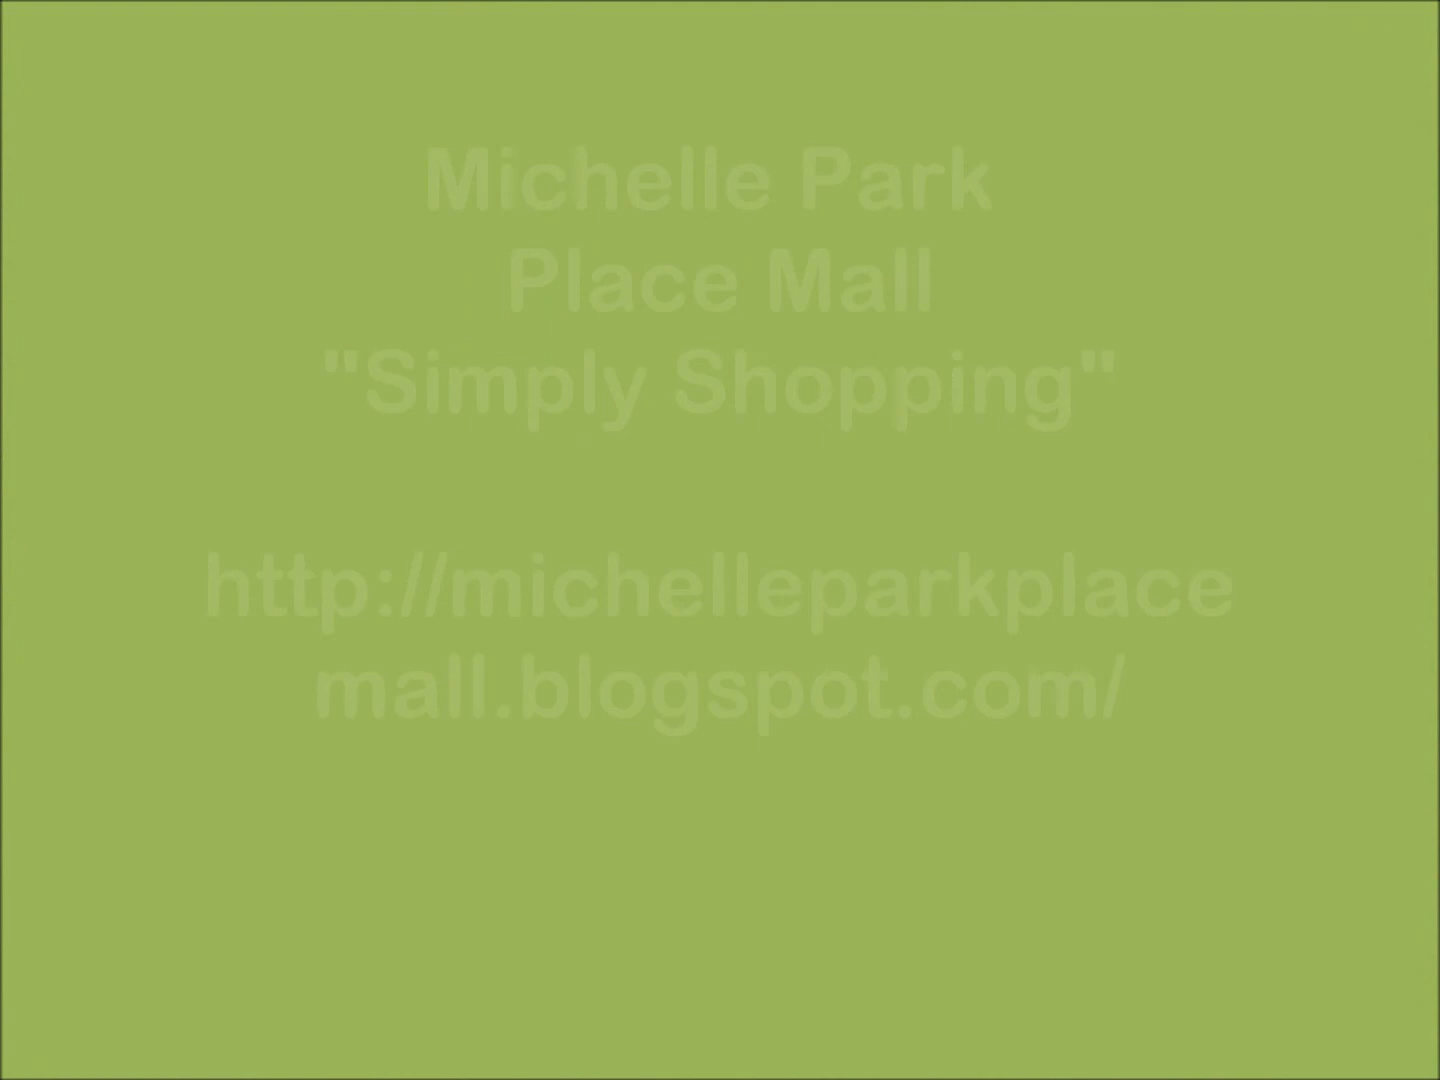 Michelle Park
Place Mall
"Simply Shopping"
http://michelleparkplace
mall.blogspot.com/